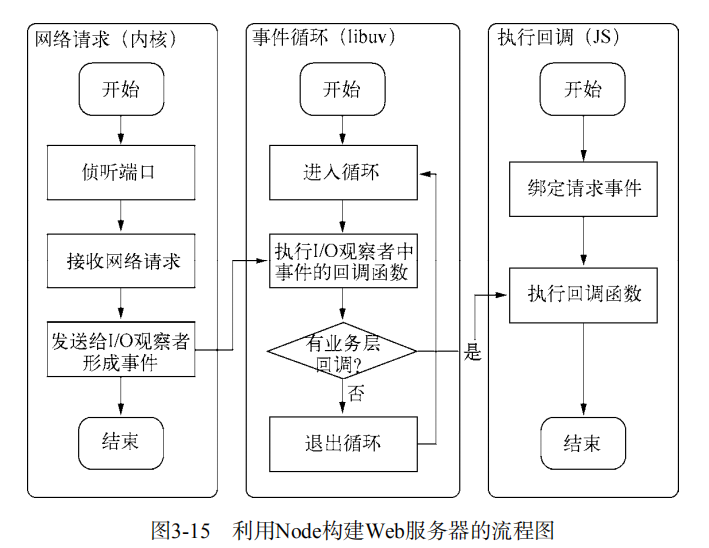 网络请求（内核）
开始
侦听端口
接收网络请求
发送给I/O观察者
形成事件
结束
事件循环（libuv）
开始
进入循环
执行I/O观察者中
事件的回调函数
有业务层
回调?
是
否
退出循环
执行回调（JS）
开始
绑定请求事件
执行回调函数
结束
图3-15 利用Node构建Web服务器的流程图